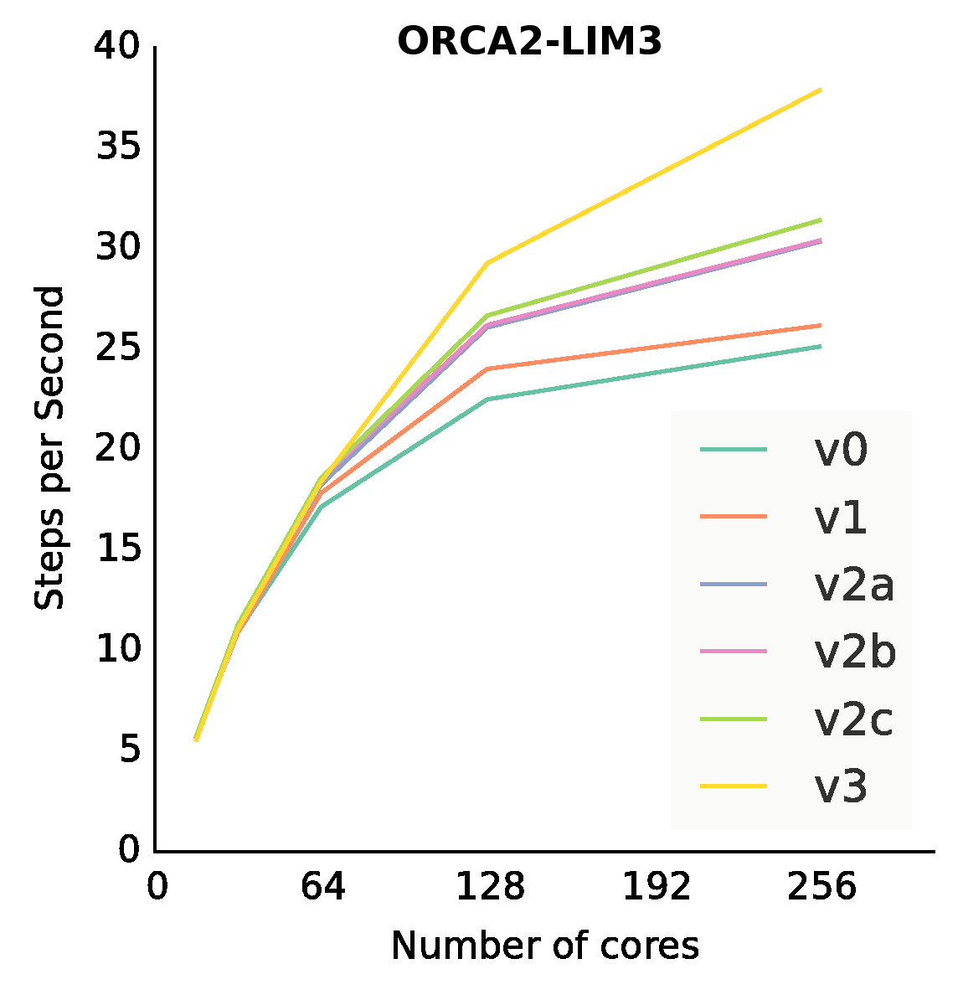 ORCA2-LIM3
40
35
30
25
20
15
10
5
0
Steps per Second
0 64 128 192 256
Number of cores
v0
v1
v2a
v2b
v2c
v3